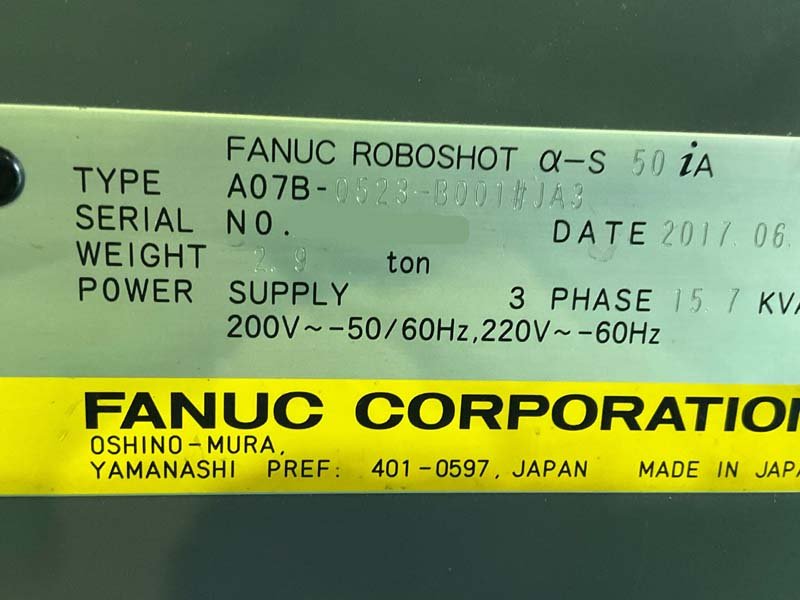 FANUC ROBOSHOT α-S 50 iA
TYPE A07B-0523-B001#JA3
SERIAL NO. DATE 2017.06.
WEIGHT 2.9 ton
POWER SUPPLY 3 PHASE 15.7 KVA
200V~-50/60Hz,220V~-60Hz
FANUC CORPORATION
OSHINO-MURA,
YAMANASHI PREF: 401-0597, JAPAN MADE IN JAPA